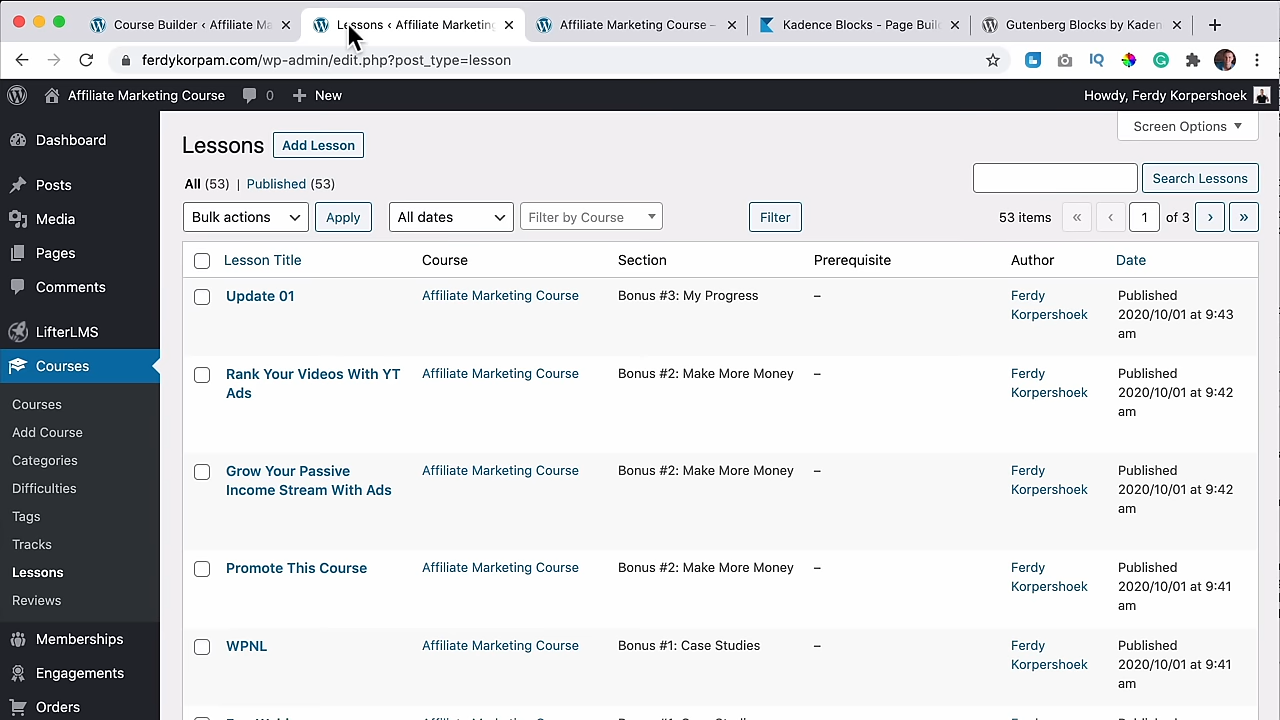 Course Builder ‹ Affiliate Ma
Lessons ‹ Affiliate Marketing
Affiliate Marketing Course –
Kadence Blocks - Page Buil
Gutenberg Blocks by Kaden
ferdykorpam.com/wp-admin/edit.php?post_type=lesson
IQ
Affiliate Marketing Course
0
New
Howdy, Ferdy Korpershoek
Dashboard
Posts
Media
Pages
Comments
LifterLMS
Courses
Courses
Add Course
Categories
Difficulties
Tags
Tracks
Lessons
Reviews
Memberships
Engagements
Orders
Screen Options
Lessons
Add Lesson
All (53) | Published (53)
Search Lessons
Bulk actions
Apply
All dates
Filter by Course
Filter
53 items
«
‹
1
of 3
›
»
Lesson Title
Course
Section
Prerequisite
Author
Date
Update 01
Affiliate Marketing Course
Bonus #3: My Progress
–
Ferdy
Korpershoek
Published
2020/10/01 at 9:43
am
Rank Your Videos With YT
Ads
Affiliate Marketing Course
Bonus #2: Make More Money
–
Ferdy
Korpershoek
Published
2020/10/01 at 9:42
am
Grow Your Passive
Income Stream With Ads
Affiliate Marketing Course
Bonus #2: Make More Money
–
Ferdy
Korpershoek
Published
2020/10/01 at 9:42
am
Promote This Course
Affiliate Marketing Course
Bonus #2: Make More Money
–
Ferdy
Korpershoek
Published
2020/10/01 at 9:41
am
WPNL
Affiliate Marketing Course
Bonus #1: Case Studies
–
Ferdy
Korpershoek
Published
2020/10/01 at 9:41
am